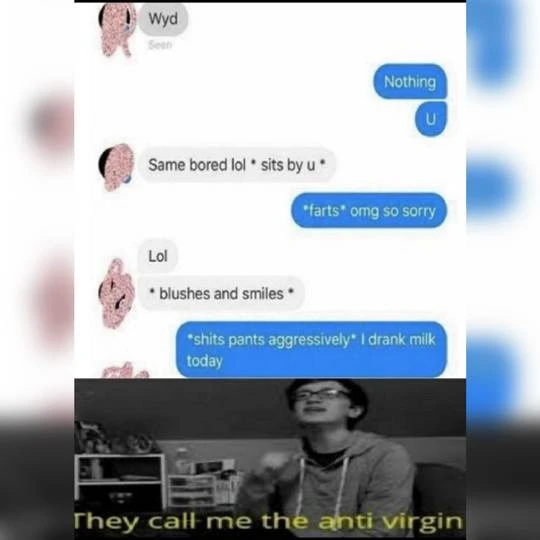 Wyd
Seen
Nothing
U
Same bored lol * sits by u *
*farts* omg so sorry
Lol
* blushes and smiles *
*shits pants aggressively* I drank milk
today
They call me the anti virgin